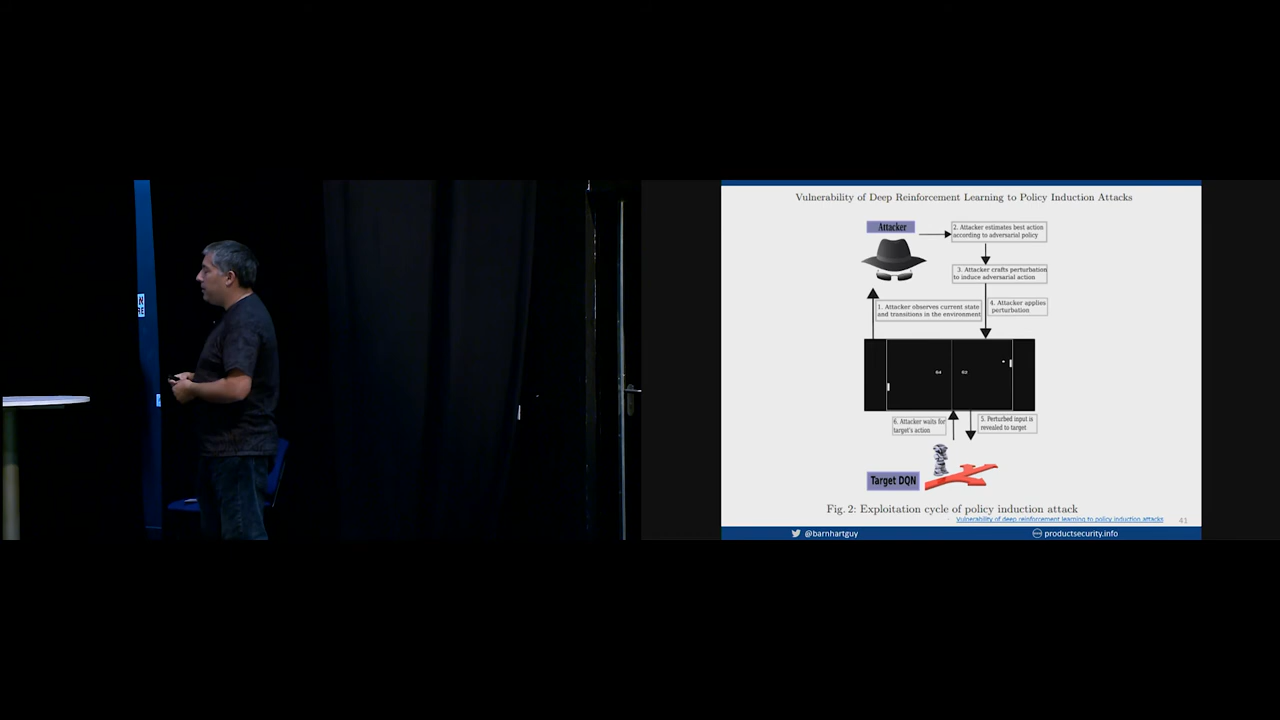 Vulnerability of Deep Reinforcement Learning to Policy Induction Attacks
Attacker
2. Attacker estimates best action
according to adversarial policy
3. Attacker crafts perturbation
to induce adversarial action
1. Attacker observes current state
and transitions in the environment
4. Attacker applies
perturbation
6. Attacker waits for
target's action
5. Perturbed input is
revealed to target
Target DQN
Fig. 2: Exploitation cycle of policy induction attack
Vulnerability of deep reinforcement learning to policy induction attacks
41
@barnhartguy
productsecurity.info